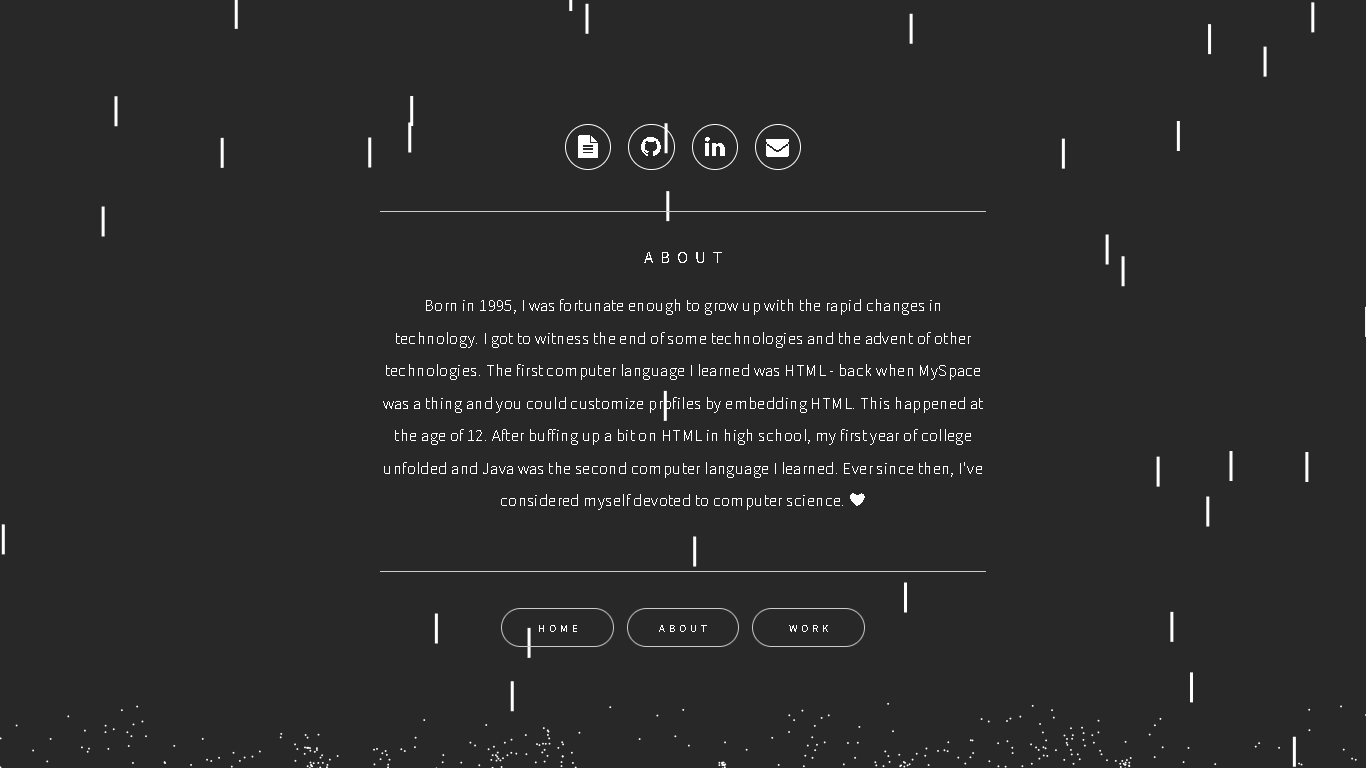 ABOUT
Born in 1995, I was fortunate enough to grow up with the rapid changes in
technology. I got to witness the end of some technologies and the advent of other
technologies. The first computer language I learned was HTML - back when MySpace
was a thing and you could customize profiles by embedding HTML. This happened at
the age of 12. After buffing up a bit on HTML in high school, my first year of college
unfolded and Java was the second computer language I learned. Ever since then, I've
considered myself devoted to computer science.
HOME
ABOUT
WORK